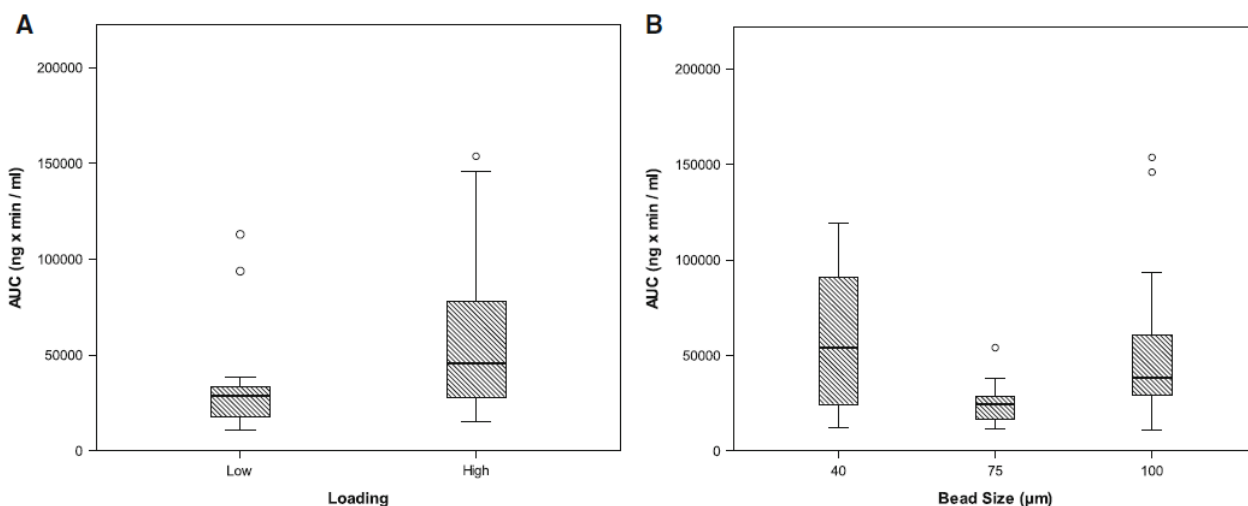 A
200000
150000
100000
50000
0
AUC (ng x min / ml)
Low High
Loading
B
200000
150000
100000
50000
0
AUC (ng x min / ml)
40 75 100
Bead Size (µm)